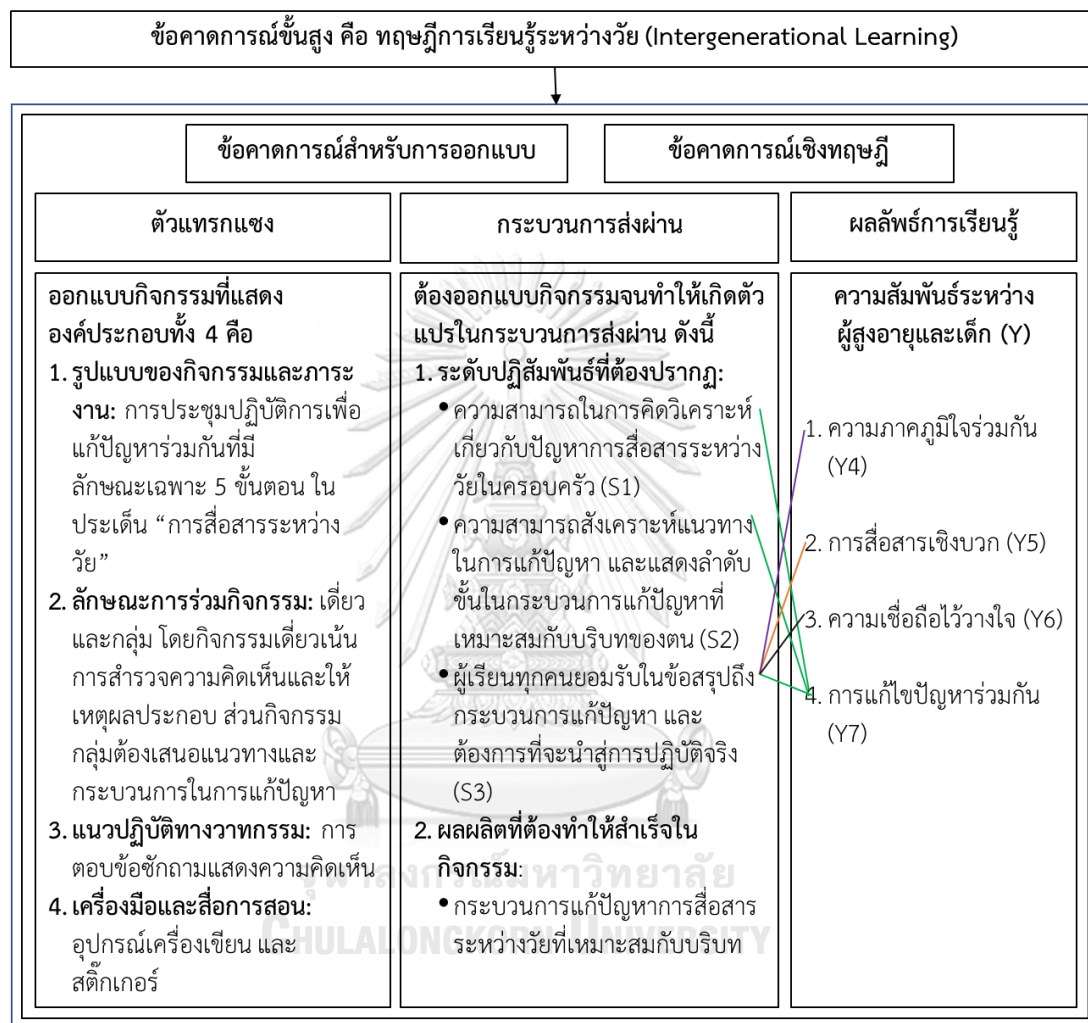 ข้อคาดการณ์ขั้นสูง คือ ทฤษฎีการเรียนรู้ระหว่างวัย (Intergenerational Learning)
ข้อคาดการณ์สำหรับการออกแบบ
ข้อคาดการณ์เชิงทฤษฎี
ตัวแทรกแซง
กระบวนการส่งผ่าน
ผลลัพธ์การเรียนรู้
ออกแบบกิจกรรมที่แสดง
องค์ประกอบทั้ง 4 คือ
1. รูปแบบของกิจกรรมและภาระ
งาน: การประชุมปฏิบัติการเพื่อ
แก้ปัญหาร่วมกันที่มี
ลักษณะเฉพาะ 5 ขั้นตอน ใน
ประเด็น “การสื่อสารระหว่าง
วัย”
2. ลักษณะการร่วมกิจกรรม: เดี่ยว
และกลุ่ม โดยกิจกรรมเดี่ยวเน้น
การสำรวจความคิดเห็นและให้
เหตุผลประกอบ ส่วนกิจกรรม
กลุ่มต้องเสนอแนวทางและ
กระบวนการในการแก้ปัญหา
3. แนวปฏิบัติทางวาทกรรม: การ
ตอบข้อซักถามแสดงความคิดเห็น
4. เครื่องมือและสื่อการสอน:
อุปกรณ์เครื่องเขียน และ
สติ๊กเกอร์
ต้องออกแบบกิจกรรมจนทำให้เกิดตัว
แปรในกระบวนการส่งผ่าน ดังนี้
1. ระดับปฏิสัมพันธ์ที่ต้องปรากฏ:
• ความสามารถในการคิดวิเคราะห์
เกี่ยวกับปัญหาการสื่อสารระหว่าง
วัยในครอบครัว (S1)
• ความสามารถสังเคราะห์แนวทาง
ในการแก้ปัญหา และแสดงลำดับ
ขั้นในกระบวนการแก้ปัญหาที่
เหมาะสมกับบริบทของตน (S2)
• ผู้เรียนทุกคนยอมรับในข้อสรุปถึง
กระบวนการแก้ปัญหา และ
ต้องการที่จะนำสู่การปฏิบัติจริง
(S3)
2. ผลผลิตที่ต้องทำให้สำเร็จใน
กิจกรรม:
• กระบวนการแก้ปัญหาการสื่อสาร
ระหว่างวัยที่เหมาะสมกับบริบท
ความสัมพันธ์ระหว่าง
ผู้สูงอายุและเด็ก (Y)
1. ความภาคภูมิใจร่วมกัน
(Y4)
2. การสื่อสารเชิงบวก (Y5)
3. ความเชื่อถือไว้วางใจ (Y6)
4. การแก้ไขปัญหาร่วมกัน
(Y7)
จุฬาลงกรณ์มหาวิทยาลัย
CHULALONGKORN UNIVERSITY